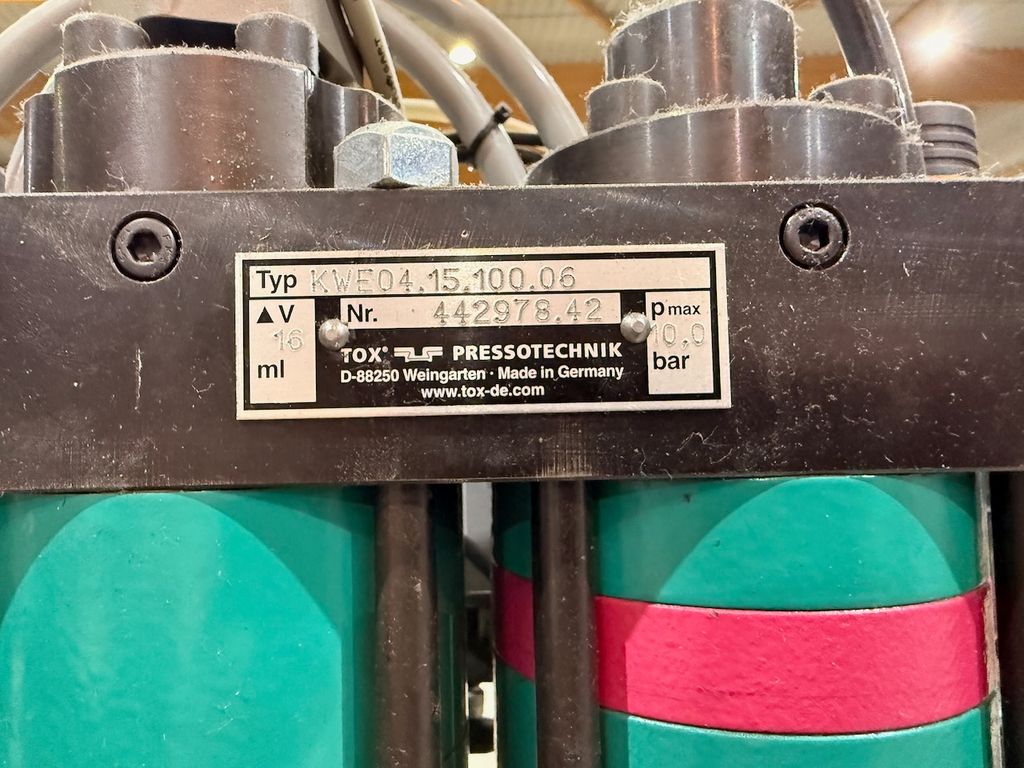 Typ KWE04.15.100.06
▲V 16 ml
Nr. 442978.42
pmax 10,0 bar
TOX® PRESSOTECHNIK
D-88250 Weingarten · Made in Germany
www.tox-de.com